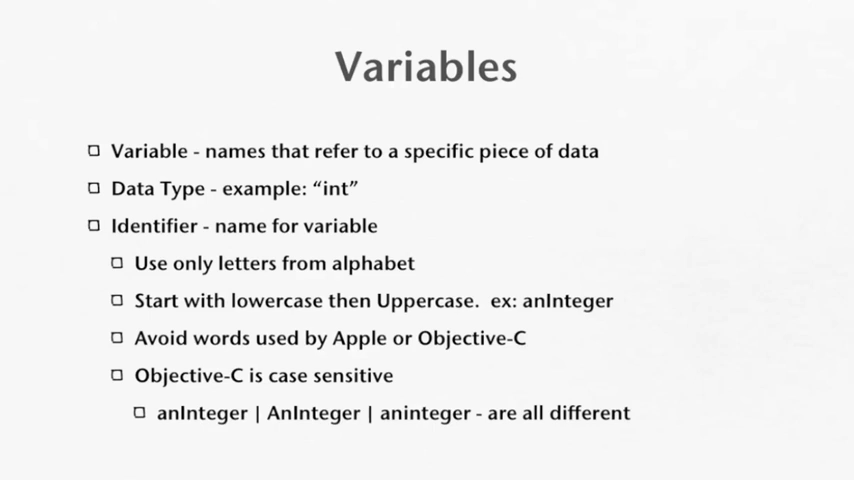 Variables
Variable - names that refer to a specific piece of data
Data Type - example: “int”
Identifier - name for variable
Use only letters from alphabet
Start with lowercase then Uppercase.  ex: anInteger
Avoid words used by Apple or Objective-C
Objective-C is case sensitive
anInteger | AnInteger | aninteger - are all different